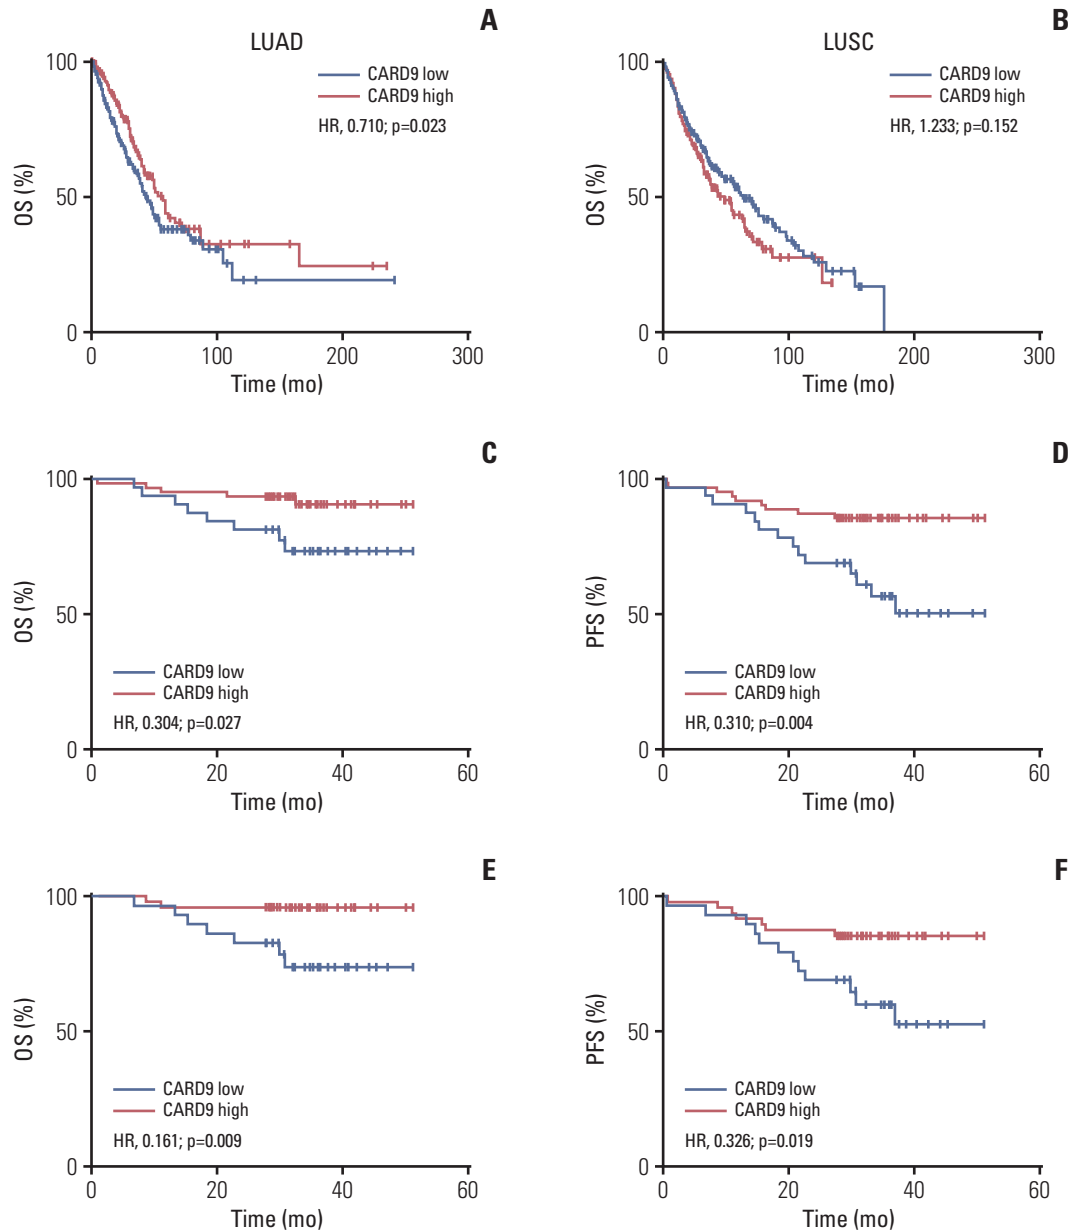 A
LUAD
CARD9 low
CARD9 high
HR, 0.710; p=0.023
OS (%)
100
50
0
0 100 200 300
Time (mo)
B
LUSC
CARD9 low
CARD9 high
HR, 1.233; p=0.152
OS (%)
100
50
0
0 100 200 300
Time (mo)
C
OS (%)
100
50
0
CARD9 low
CARD9 high
HR, 0.304; p=0.027
0 20 40 60
Time (mo)
D
PFS (%)
100
50
0
CARD9 low
CARD9 high
HR, 0.310; p=0.004
0 20 40 60
Time (mo)
E
OS (%)
100
50
0
CARD9 low
CARD9 high
HR, 0.161; p=0.009
0 20 40 60
Time (mo)
F
PFS (%)
100
50
0
CARD9 low
CARD9 high
HR, 0.326; p=0.019
0 20 40 60
Time (mo)